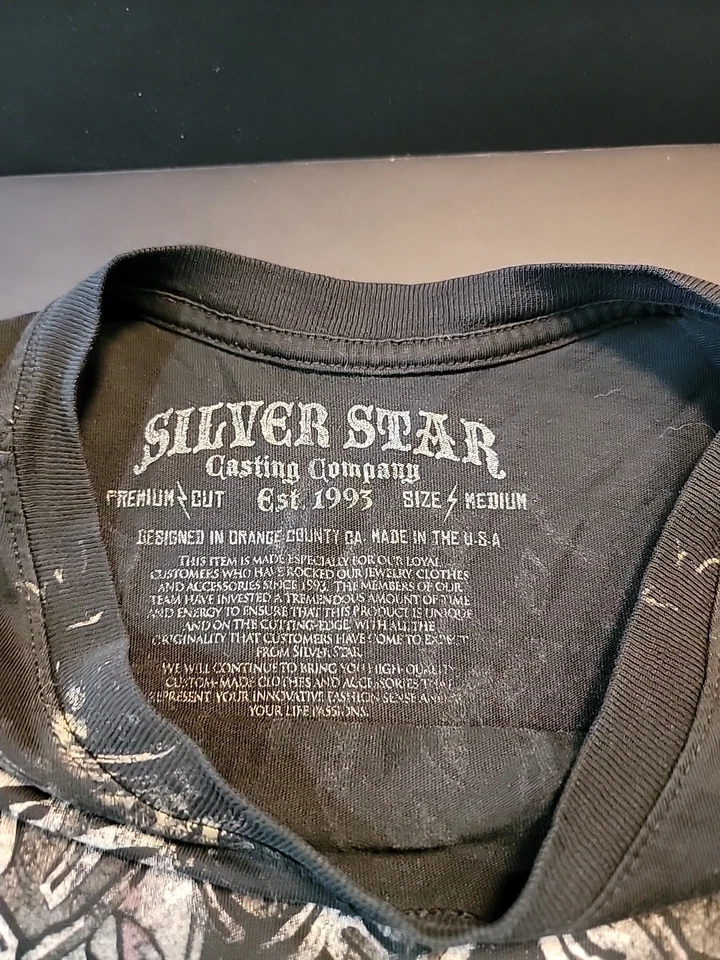 SILVER STAR
Casting Company
PREMIUM CUT Est. 1993 SIZE MEDIUM
DESIGNED IN ORANGE COUNTY CA. MADE IN THE U.S.A
THIS ITEM IS MADE ESPECIALLY FOR OUR LOYAL
CUSTOMERS WHO HAVE ROCKED OUR JEWELRY CLOTHES
AND ACCESSORIES SINCE 1993. THE MEMBERS OF OUR
TEAM HAVE INVESTED A TREMENDOUS AMOUNT OF TIME
AND ENERGY TO ENSURE THAT THIS PRODUCT IS UNIQUE
AND ON THE CUTTING-EDGE WITH ALL THE
ORIGINALITY THAT CUSTOMERS HAVE COME TO EXPECT
FROM SILVER STAR.
WE WILL CONTINUE TO BRING YOU HIGH-QUALITY
CUSTOM-MADE CLOTHES AND ACCESSORIES THAT
REPRESENT YOUR INNOVATIVE FASHION SENSE AND
YOUR LIFE PASSIONS.